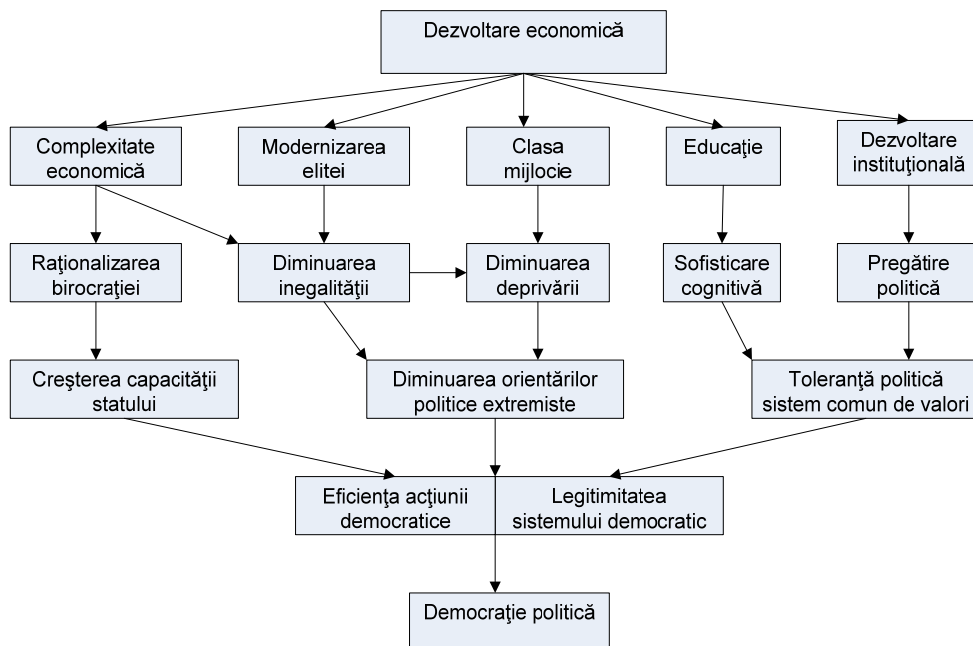 Dezvoltare economică
Complexitate
economică
Modernizarea
elitei
Clasa
mijlocie
Educaţie
Dezvoltare
instituţională
Raţionalizarea
birocraţiei
Diminuarea
inegalităţii
Diminuarea
deprivării
Sofisticare
cognitivă
Pregătire
politică
Creşterea capacităţii
statului
Diminuarea orientărilor
politice extremiste
Toleranţă politică
sistem comun de valori
Eficienţa acţiunii
democratice
Legitimitatea
sistemului democratic
Democraţie politică